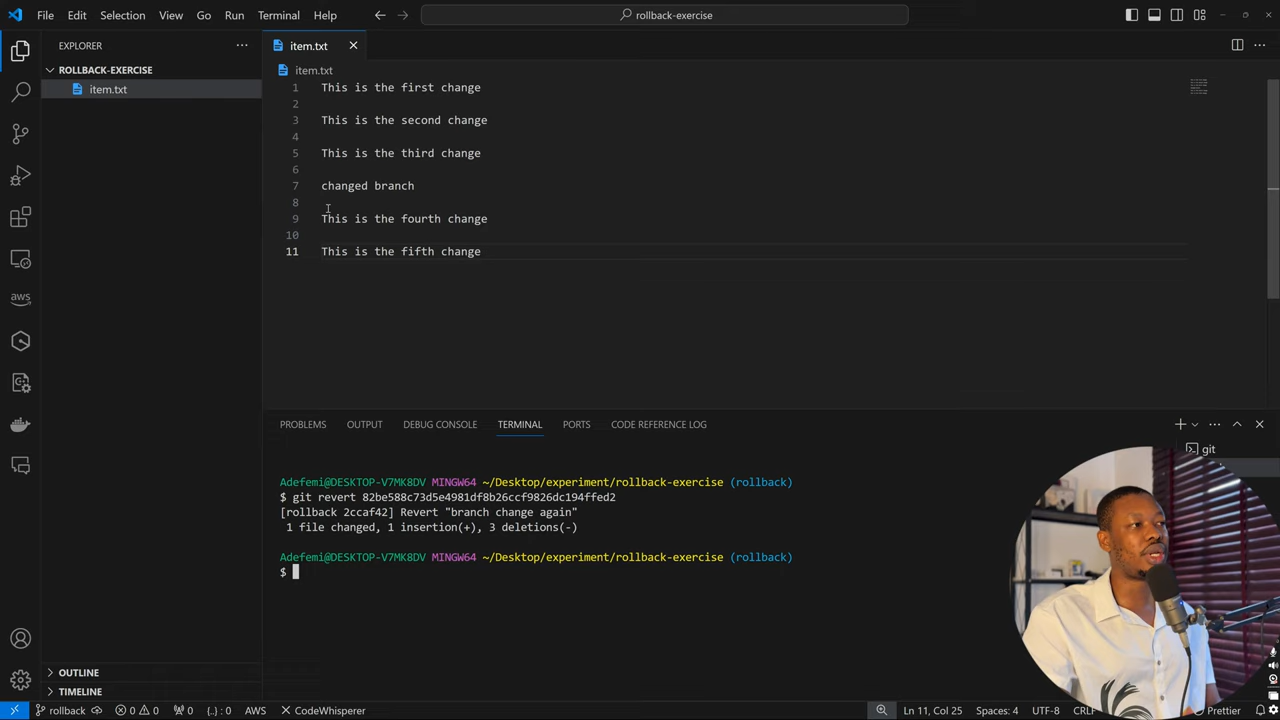 File Edit Selection View Go Run Terminal Help
rollback-exercise
EXPLORER
item.txt
ROLLBACK-EXERCISE
item.txt
item.txt
1 This is the first change
2
3 This is the second change
4
5 This is the third change
6
7 changed branch
8
9 This is the fourth change
10
11 This is the fifth change
aws
PROBLEMS OUTPUT DEBUG CONSOLE TERMINAL PORTS CODE REFERENCE LOG
git
Adefemi@DESKTOP-V7MK8DV MINGW64 ~/Desktop/experiment/rollback-exercise (rollback)
$ git revert 82be588c73d5e4981df8b26ccf9826dc194ffed2
[rollback 2ccaf42] Revert "branch change again"
1 file changed, 1 insertion(+), 3 deletions(-)
Adefemi@DESKTOP-V7MK8DV MINGW64 ~/Desktop/experiment/rollback-exercise (rollback)
$
OUTLINE
TIMELINE
rollback 0 0 0 {..} : 0 AWS CodeWhisperer Ln 11, Col 25 Spaces: 4 UTF-8 CRLF Prettier